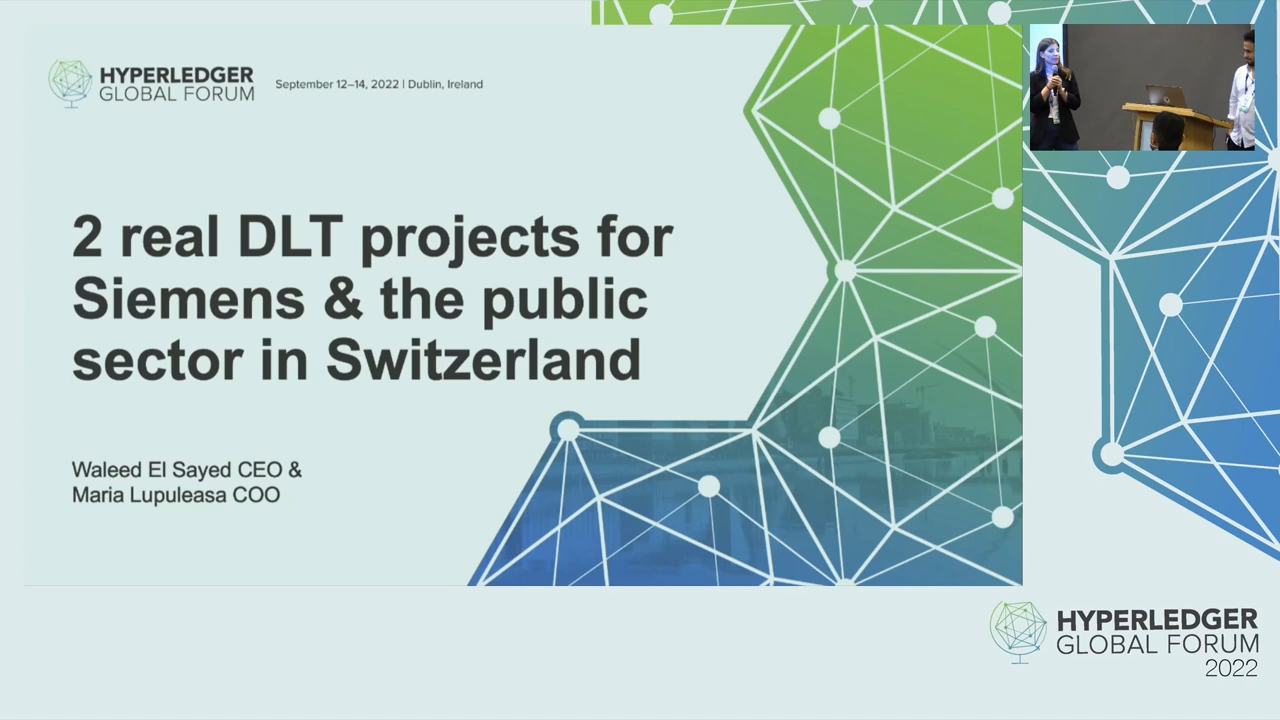 HYPERLEDGER
GLOBAL FORUM
September 12–14, 2022 | Dublin, Ireland
2 real DLT projects for
Siemens & the public
sector in Switzerland
Waleed El Sayed CEO &
Maria Lupuleasa COO
HYPERLEDGER
GLOBAL FORUM
2022